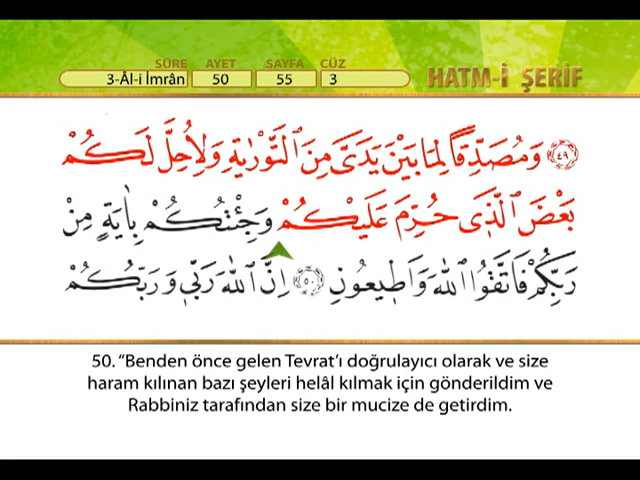 SÛRE AYET SAYFA CÜZ
3-Âl-i İmrân 50 55 3
HATM-İ ŞERİF
﴿٤٩﴾ وَمُصَدِّقًا لِمَا بَيْنَ يَدَيَّ مِنَ التَّوْرٰيةِ وَلِاُحِلَّ لَكُمْ
بَعْضَ الَّذ۪ي حُرِّمَ عَلَيْكُمْ وَجِئْتُكُمْ بِاٰيَةٍ مِنْ
رَبِّكُمْ فَاتَّقُوا اللّٰهَ وَاَط۪يعُونِ ﴿٥٠﴾ اِنَّ اللّٰهَ رَبّ۪ي وَرَبُّكُمْ
50. “Benden önce gelen Tevrat’ı doğrulayıcı olarak ve size
haram kılınan bazı şeyleri helâl kılmak için gönderildim ve
Rabbiniz tarafından size bir mucize de getirdim.